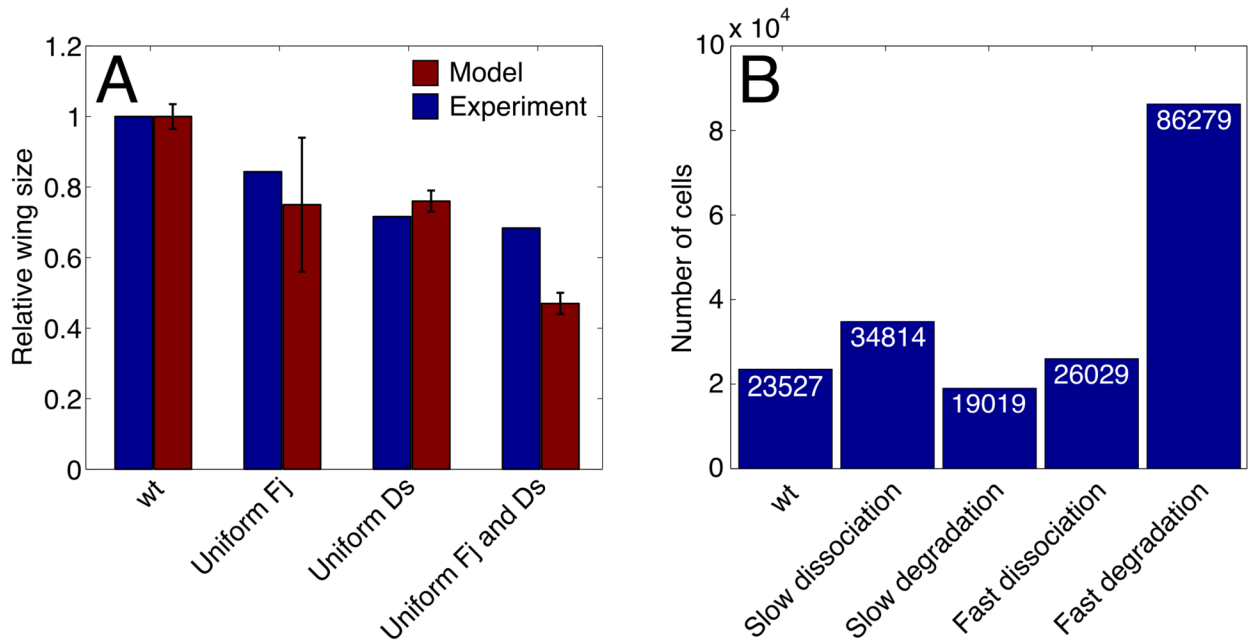 A
Model
Experiment
Relative wing size
1.2
1
0.8
0.6
0.4
0.2
0
wt
Uniform Fj
Uniform Ds
Uniform Fj and Ds
B
x 10⁴
Number of cells
10
8
6
4
2
0
23527
34814
19019
26029
86279
wt
Slow dissociation
Slow degradation
Fast dissociation
Fast degradation